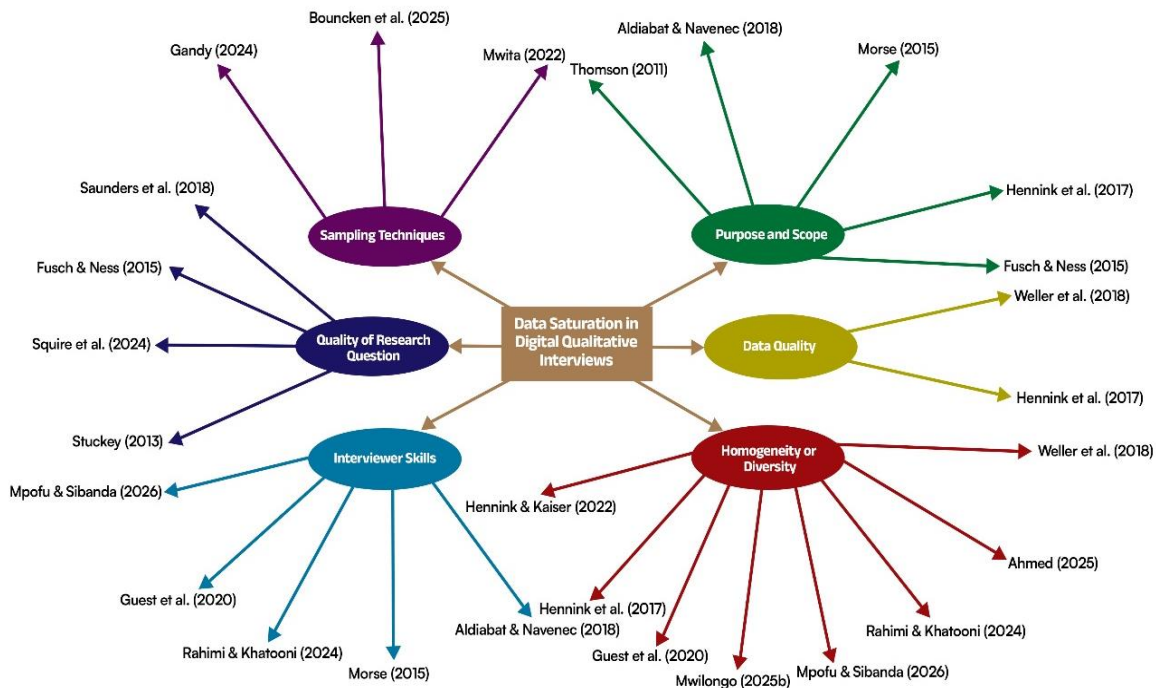 Bouncken et al. (2025)
Gandy (2024)
Mwita (2022)
Sampling Techniques
Aldiabat & Navenec (2018)
Thomson (2011)
Morse (2015)
Hennink et al. (2017)
Fusch & Ness (2015)
Purpose and Scope
Saunders et al. (2018)
Fusch & Ness (2015)
Squire et al. (2024)
Stuckey (2013)
Quality of Research
Question
Data Saturation in
Digital Qualitative
Interviews
Weller et al. (2018)
Data Quality
Hennink et al. (2017)
Interviewer Skills
Mpofu & Sibanda (2026)
Guest et al. (2020)
Rahimi & Khatooni (2024)
Morse (2015)
Aldiabat & Navenec (2018)
Homogeneity or
Diversity
Weller et al. (2018)
Hennink & Kaiser (2022)
Ahmed (2025)
Hennink et al. (2017)
Guest et al. (2020)
Mwilongo (2025b)
Mpofu & Sibanda (2026)
Rahimi & Khatooni (2024)